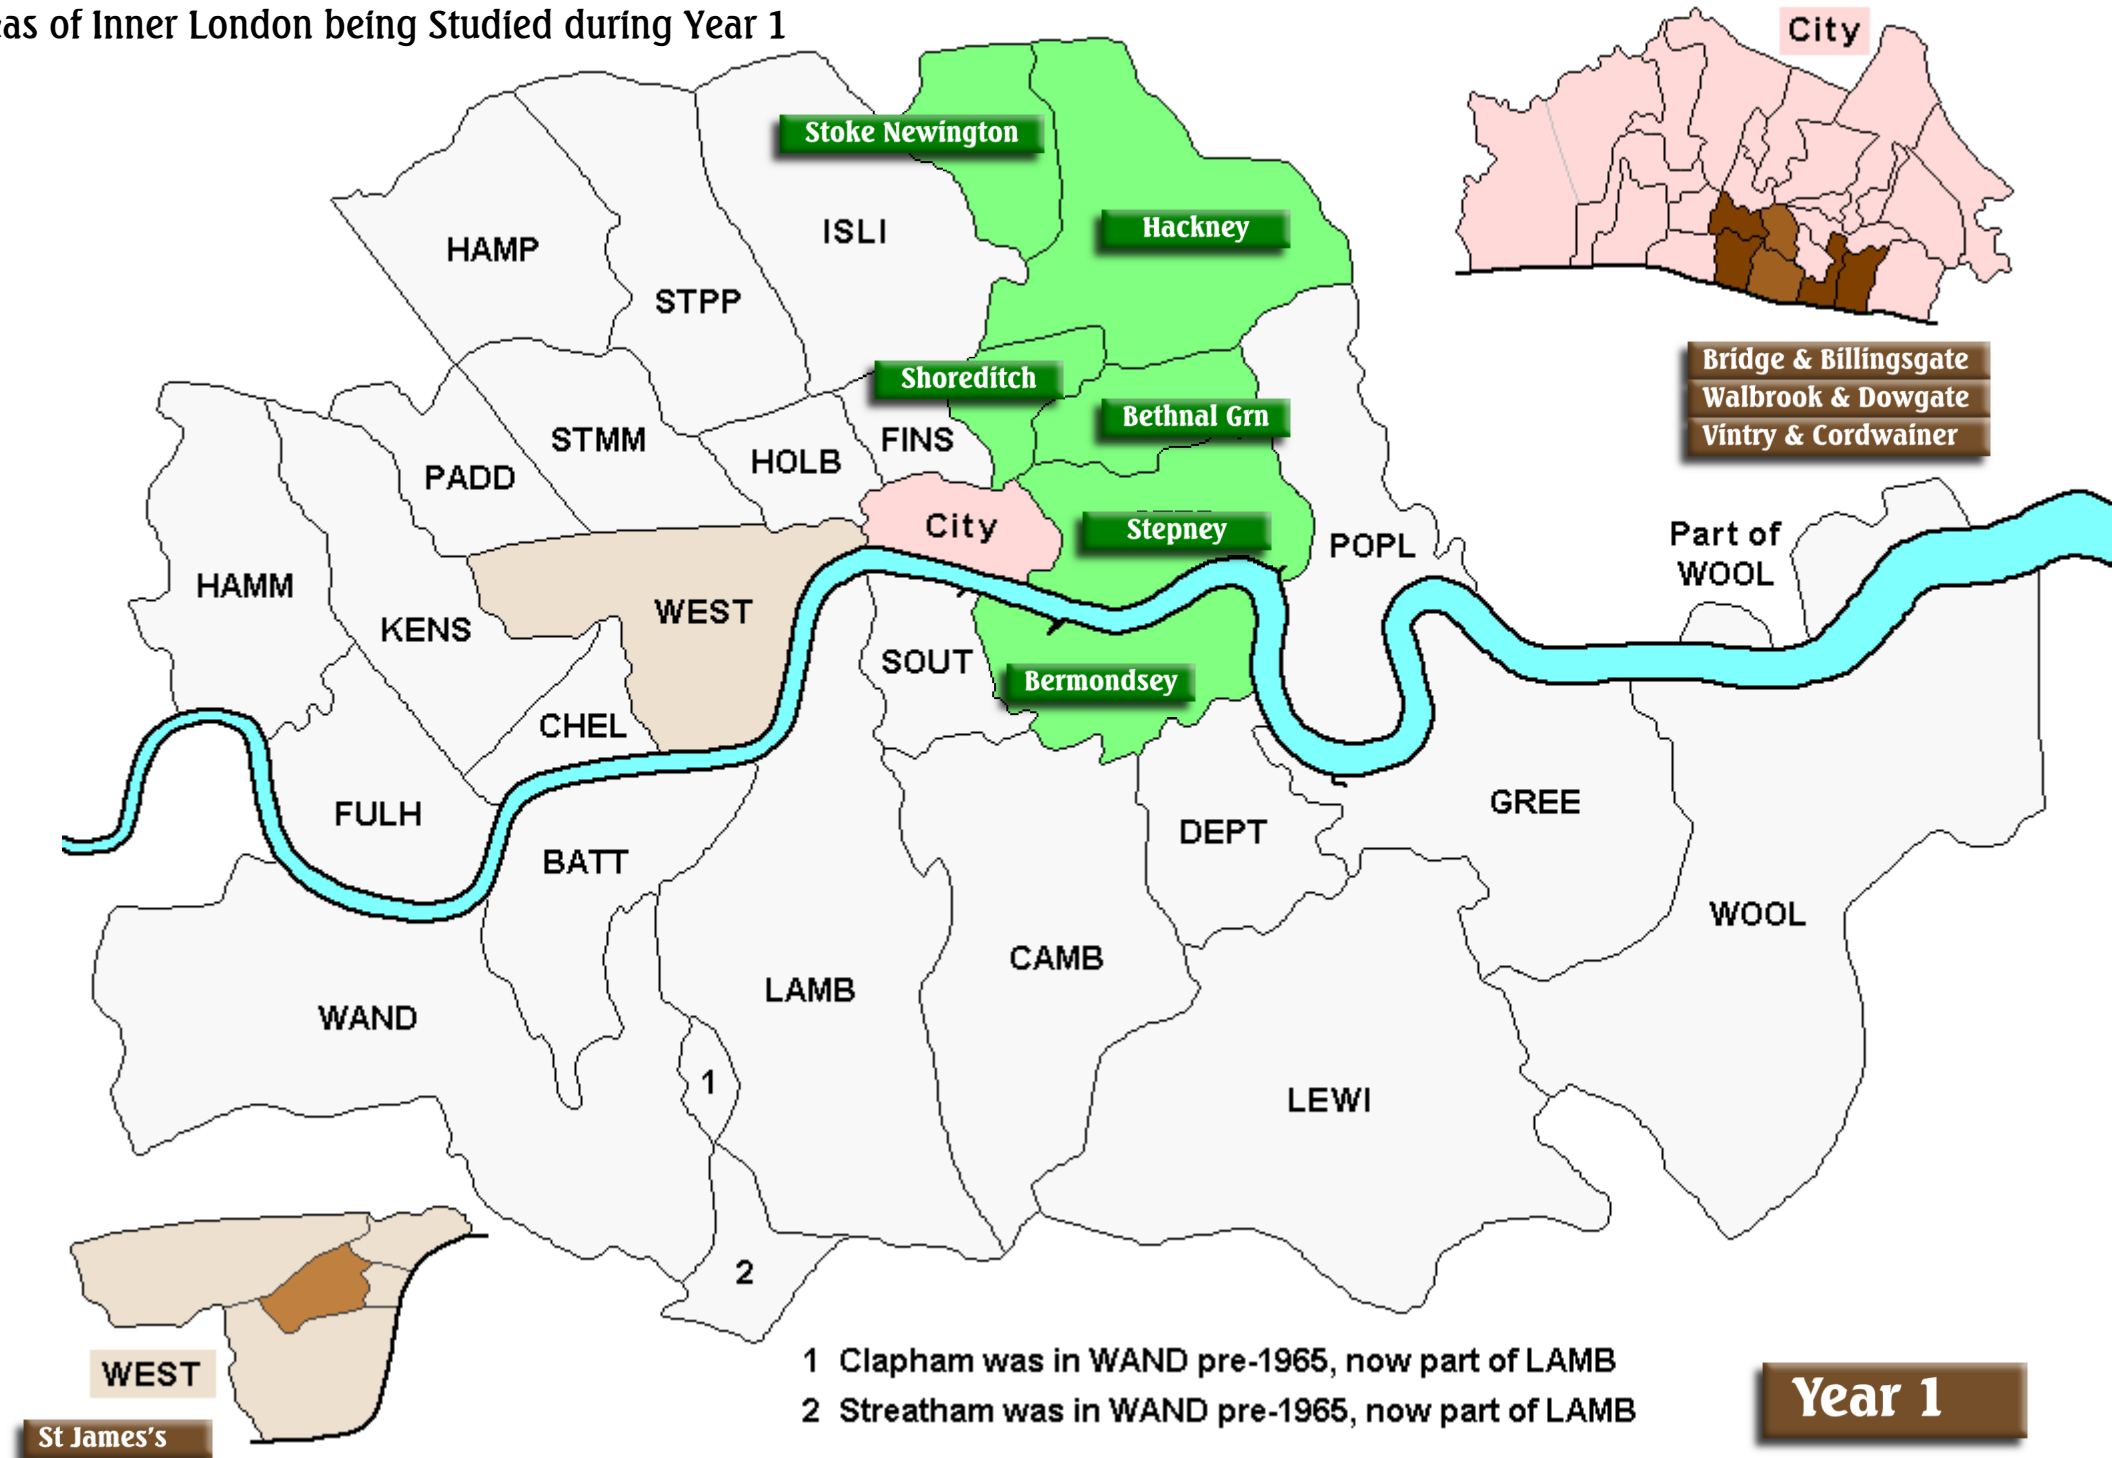 as of Inner London being Studied during Year 1
City
Stoke Newington
Hackney
ISLI
HAMP
STPP
Bridge & Billingsgate
Walbrook & Dowgate
Vintry & Cordwainer
Shoreditch
Bethnal Grn
STMM
FINS
HOLB
PADD
City
Stepney
POPL
Part of
WOOL
HAMM
WEST
KENS
SOUT
Bermondsey
CHEL
FULH
GREE
DEPT
BATT
WOOL
CAMB
LAMB
WAND
1
LEWI
2
WEST
St James's
1 Clapham was in WAND pre-1965, now part of LAMB
2 Streatham was in WAND pre-1965, now part of LAMB
Year 1